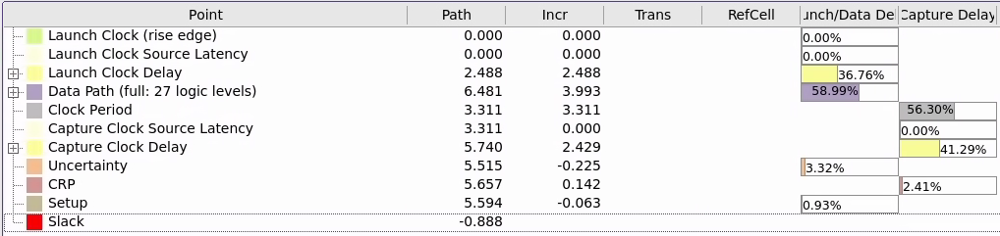 Point Path Incr Trans RefCell unch/Data De Capture Delay
Launch Clock (rise edge) 0.000 0.000 0.00%
Launch Clock Source Latency 0.000 0.000 0.00%
Launch Clock Delay 2.488 2.488 36.76%
Data Path (full: 27 logic levels) 6.481 3.993 58.99%
Clock Period 3.311 3.311 56.30%
Capture Clock Source Latency 3.311 0.000 0.00%
Capture Clock Delay 5.740 2.429 41.29%
Uncertainty 5.515 -0.225 3.32%
CRP 5.657 0.142 2.41%
Setup 5.594 -0.063 0.93%
Slack -0.888